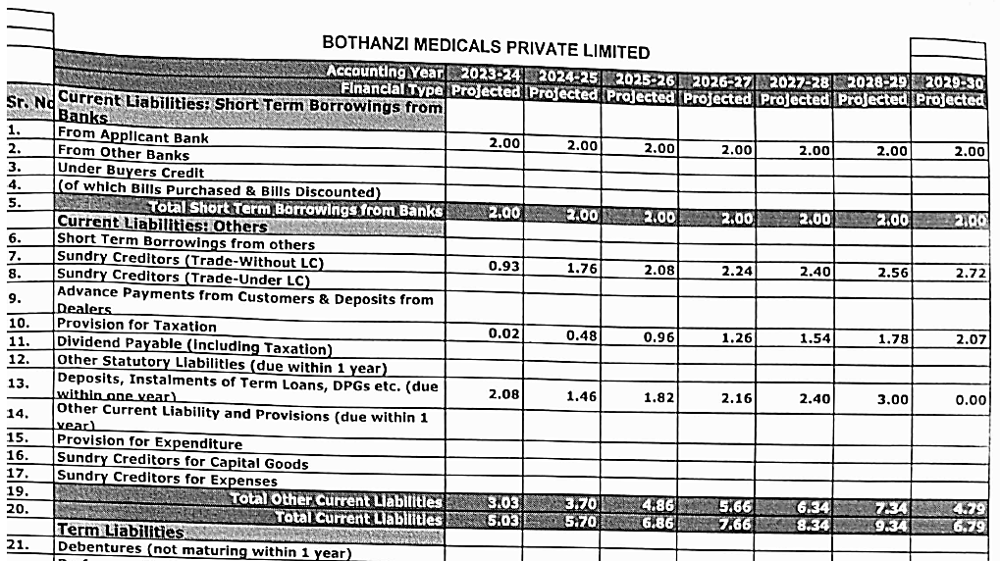 BOTHANZI MEDICALS PRIVATE LIMITED
Accounting Year 2023-24 2024-25 2025-26 2026-27 2027-28 2028-29 2029-30
Financial Type Projected Projected Projected Projected Projected Projected Projected
Sr. No Current Liabilities: Short Term Borrowings from
Banks
1. From Applicant Bank 2.00 2.00 2.00 2.00 2.00 2.00 2.00
2. From Other Banks
3. Under Buyers Credit
4. (of which Bills Purchased & Bills Discounted)
5. Total Short Term Borrowings from Banks 2.00 2.00 2.00 2.00 2.00 2.00 2.00
Current Liabilities: Others
6. Short Term Borrowings from others
7. Sundry Creditors (Trade-Without LC) 0.93 1.76 2.08 2.24 2.40 2.56 2.72
8. Sundry Creditors (Trade-Under LC)
9. Advance Payments from Customers & Deposits from
Dealers
10. Provision for Taxation 0.02 0.48 0.96 1.26 1.54 1.78 2.07
11. Dividend Payable (including Taxation)
12. Other Statutory Liabilities (due within 1 year)
13. Deposits, Instalments of Term Loans, DPGs etc. (due
within one year) 2.08 1.46 1.82 2.16 2.40 3.00 0.00
14. Other Current Liability and Provisions (due within 1
year)
15. Provision for Expenditure
16. Sundry Creditors for Capital Goods
17. Sundry Creditors for Expenses
19. Total Other Current Liabilities 3.03 3.70 4.86 5.66 6.34 7.34 4.79
20. Total Current Liabilities 5.03 5.70 6.86 7.66 8.34 9.34 6.79
Term Liabilities
21. Debentures (not maturing within 1 year)